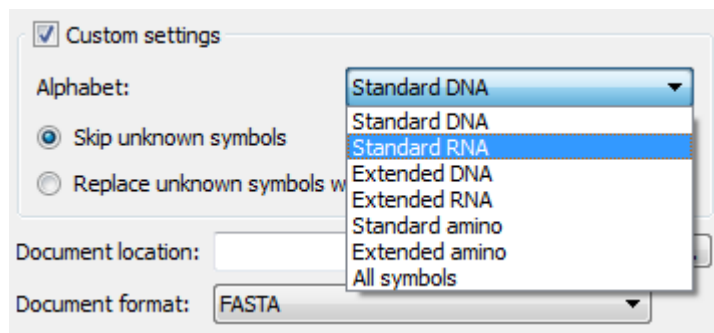 Custom settings
Alphabet: Standard DNA
Standard DNA
Skip unknown symbols
Standard RNA
Extended DNA
Replace unknown symbols w
Extended RNA
Standard amino
Document location:
Extended amino
All symbols
Document format: FASTA